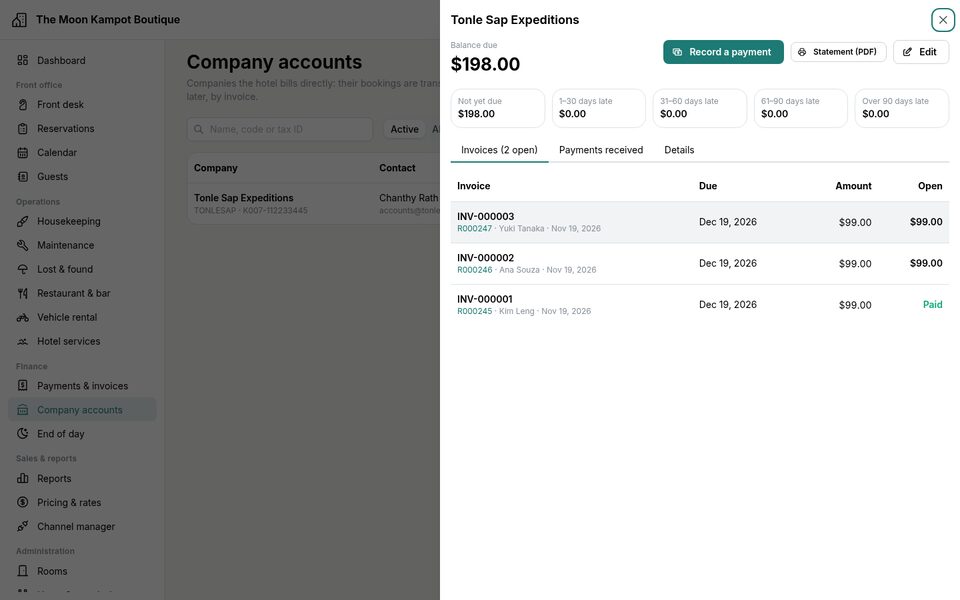 The Moon Kampot Boutique
Dashboard
Front office
Front desk
Reservations
Calendar
Guests
Operations
Housekeeping
Maintenance
Lost & found
Restaurant & bar
Vehicle rental
Hotel services
Finance
Payments & invoices
Company accounts
End of day
Sales & reports
Reports
Pricing & rates
Channel manager
Administration
Rooms
Company accounts
Companies the hotel bills directly: their bookings are
later, by invoice.
Name, code or tax ID
Active
Company
Contact
Tonle Sap Expeditions
Chanthy Rath
TONLESAP · K007-112233445
Tonle Sap Expeditions
Balance due
$198.00
Record a payment
Statement (PDF)
Edit
Not yet due
$198.00
1–30 days late
$0.00
31–60 days late
$0.00
61–90 days late
$0.00
Over 90 days late
$0.00
Invoices (2 open)
Payments received
Details
Invoice Due Amount Open
INV-000003
R000247 · Yuki Tanaka · Nov 19, 2026
Dec 19, 2026 $99.00 $99.00
INV-000002
R000246 · Ana Souza · Nov 19, 2026
Dec 19, 2026 $99.00 $99.00
INV-000001
R000245 · Kim Leng · Nov 19, 2026
Dec 19, 2026 $99.00 Paid